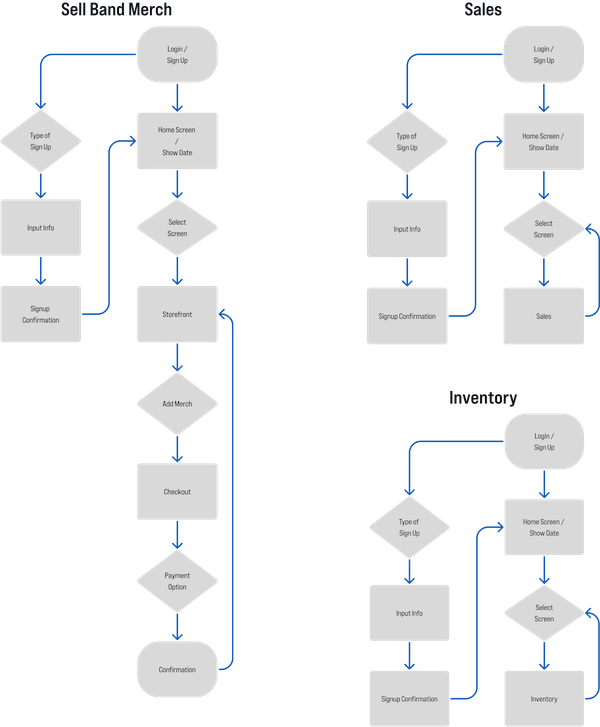 Sell Band Merch
Login /
Sign Up
Type of
Sign Up
Home Screen
/
Show Date
Input Info
Select
Screen
Signup
Confirmation
Storefront
Add Merch
Checkout
Payment
Option
Confirmation
Sales
Login /
Sign Up
Type of
Sign Up
Home Screen /
Show Date
Input Info
Select
Screen
Signup Confirmation
Sales
Inventory
Login /
Sign Up
Type of
Sign Up
Home Screen /
Show Date
Input Info
Select
Screen
Signup Confirmation
Inventory